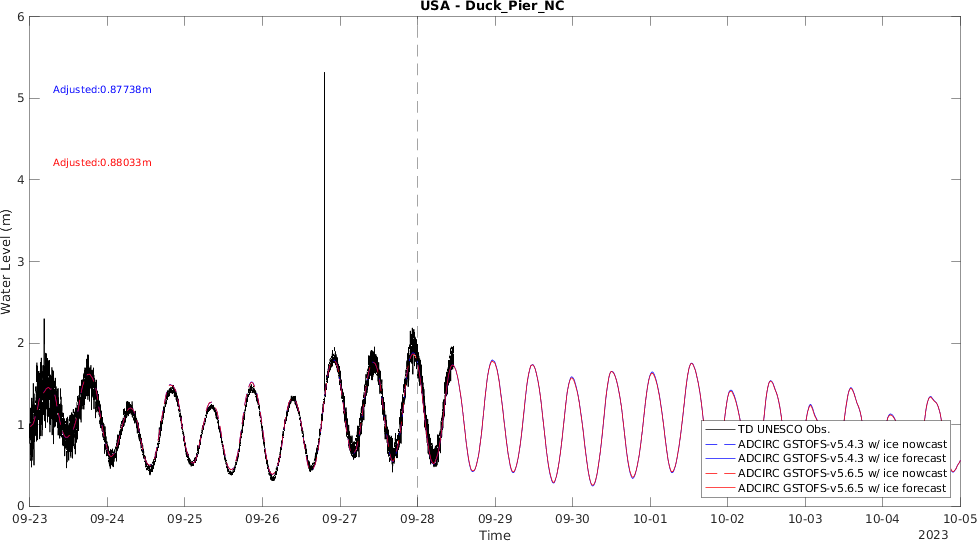 USA - Duck_Pier_NC
6
5
4
3
2
1
0
Water Level (m)
Adjusted:0.87738m
Adjusted:0.88033m
TD UNESCO Obs.
ADCIRC GSTOFS-v5.4.3 w/ ice nowcast
ADCIRC GSTOFS-v5.4.3 w/ ice forecast
ADCIRC GSTOFS-v5.6.5 w/ ice nowcast
ADCIRC GSTOFS-v5.6.5 w/ ice forecast
09-23 09-24 09-25 09-26 09-27 09-28 09-29 09-30 10-01 10-02 10-03 10-04 10-05
Time
2023